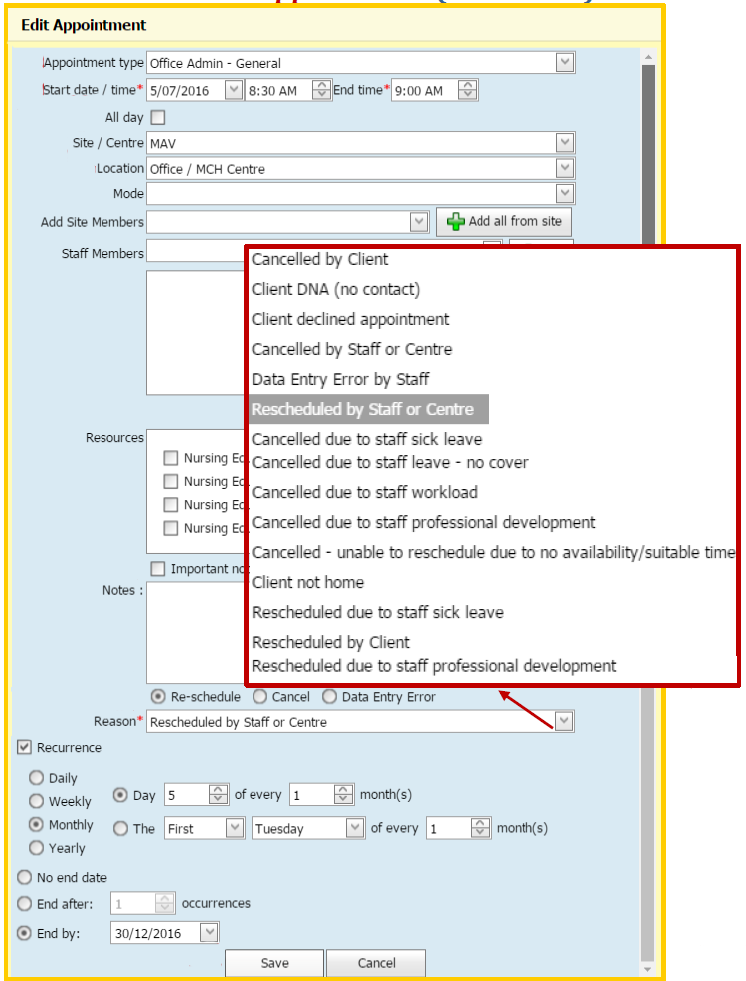 Edit Appointment
Appointment type Office Admin - General
Start date / time* 5/07/2016 8:30 AM End time* 9:00 AM
All day
Site / Centre MAV
Location Office / MCH Centre
Mode
Add Site Members Add all from site
Staff Members
Cancelled by Client
Client DNA (no contact)
Client declined appointment
Cancelled by Staff or Centre
Data Entry Error by Staff
Rescheduled by Staff or Centre
Cancelled due to staff sick leave
Cancelled due to staff leave - no cover
Cancelled due to staff workload
Cancelled due to staff professional development
Cancelled - unable to reschedule due to no availability/suitable time
Client not home
Rescheduled due to staff sick leave
Rescheduled by Client
Rescheduled due to staff professional development
Resources
Nursing
Nursing
Nursing
Nursing
Important
Notes :
Re-schedule Cancel Data Entry Error
Reason* Rescheduled by Staff or Centre
Recurrence
Daily
Weekly
Monthly
Yearly
Day 5 of every 1 month(s)
The First Tuesday of every 1 month(s)
No end date
End after: 1 occurrences
End by: 30/12/2016
Save Cancel